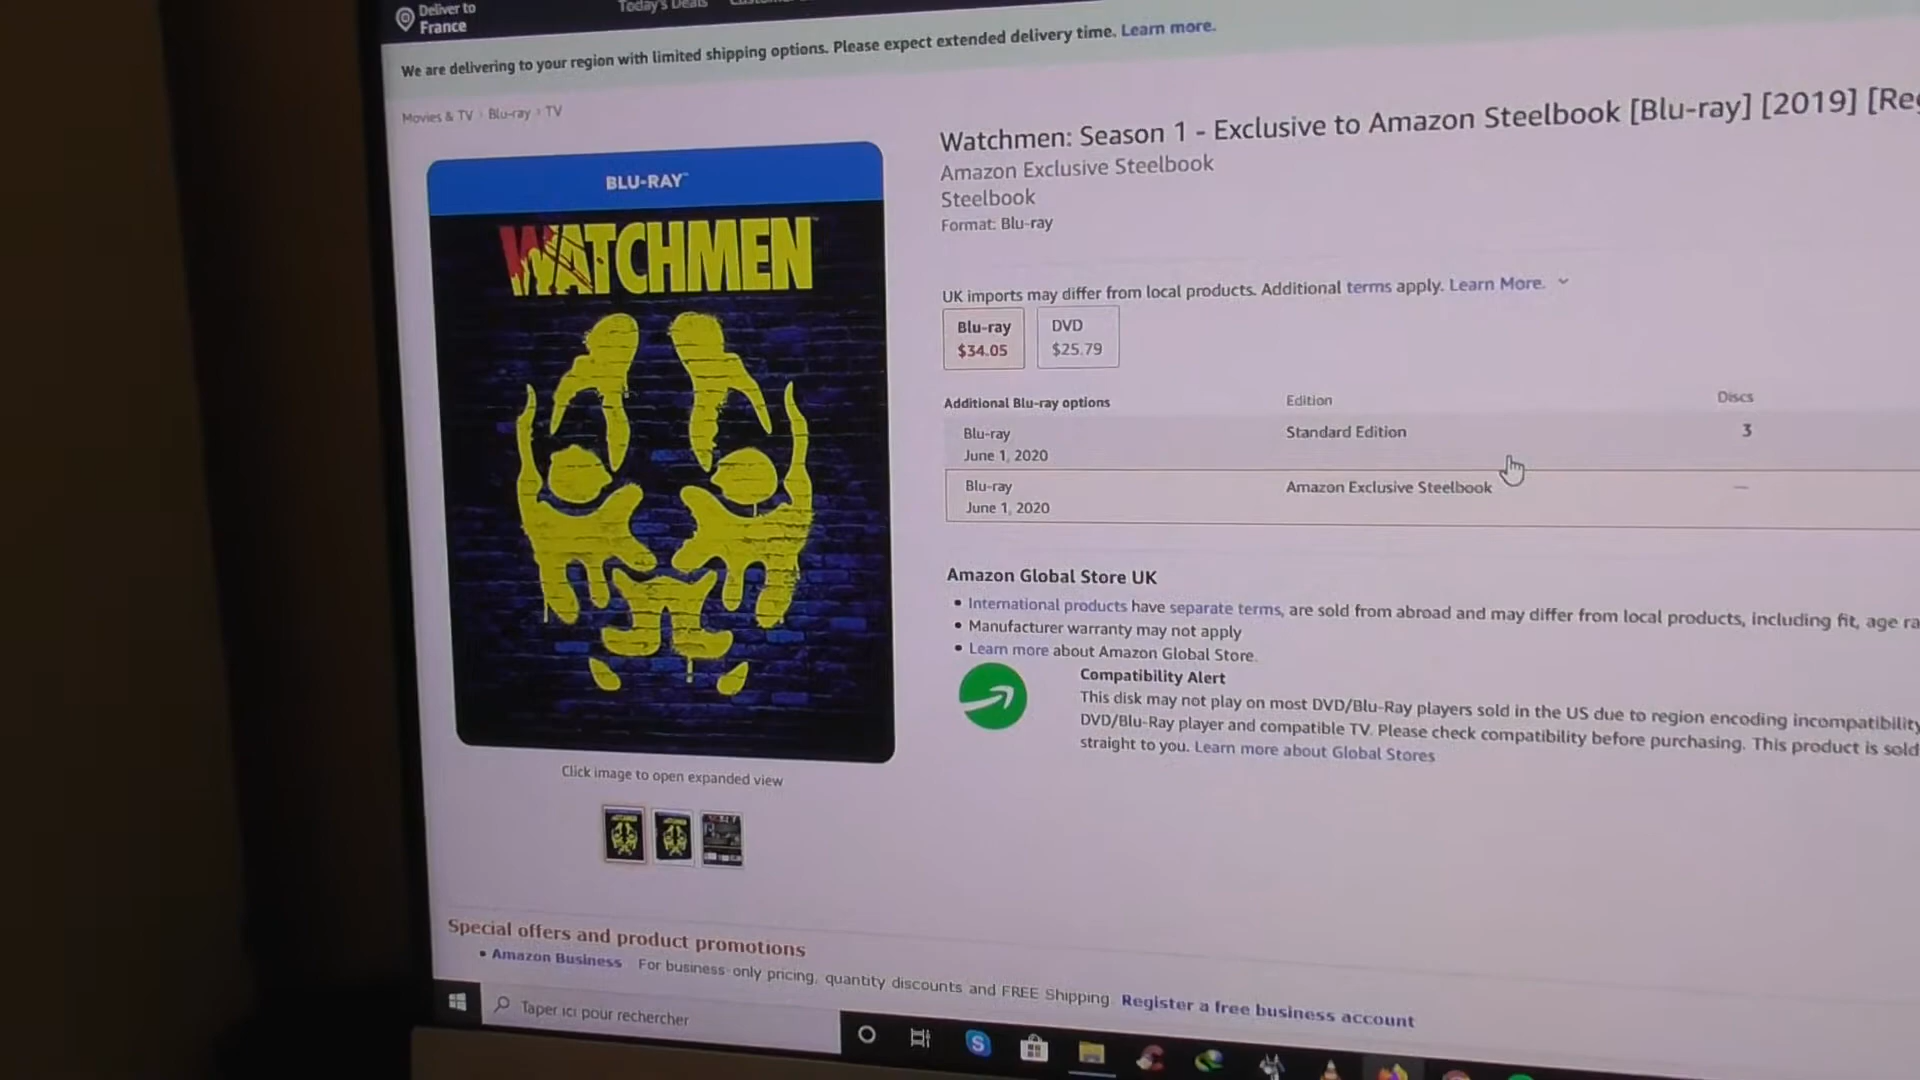 Deliver to
France
Today's Deals
We are delivering to your region with limited shipping options. Please expect extended delivery time. Learn more.
Movies & TV › Blu-ray › TV
BLU-RAY™
WATCHMEN
Watchmen: Season 1 - Exclusive to Amazon Steelbook [Blu-ray] [2019] [Reg
Amazon Exclusive Steelbook
Steelbook
Format: Blu-ray
UK imports may differ from local products. Additional terms apply. Learn More.
Blu-ray
$34.05
DVD
$25.79
Additional Blu-ray options
Edition
Discs
Blu-ray
June 1, 2020
Standard Edition
3
Blu-ray
June 1, 2020
Amazon Exclusive Steelbook
—
Amazon Global Store UK
• International products have separate terms, are sold from abroad and may differ from local products, including fit, age ra
• Manufacturer warranty may not apply
• Learn more about Amazon Global Store.
Compatibility Alert
This disk may not play on most DVD/Blu-Ray players sold in the US due to region encoding incompatibility
DVD/Blu-Ray player and compatible TV. Please check compatibility before purchasing. This product is sold
straight to you. Learn more about Global Stores
Click image to open expanded view
Special offers and product promotions
• Amazon Business For business-only pricing, quantity discounts and FREE Shipping. Register a free business account
Taper ici pour rechercher